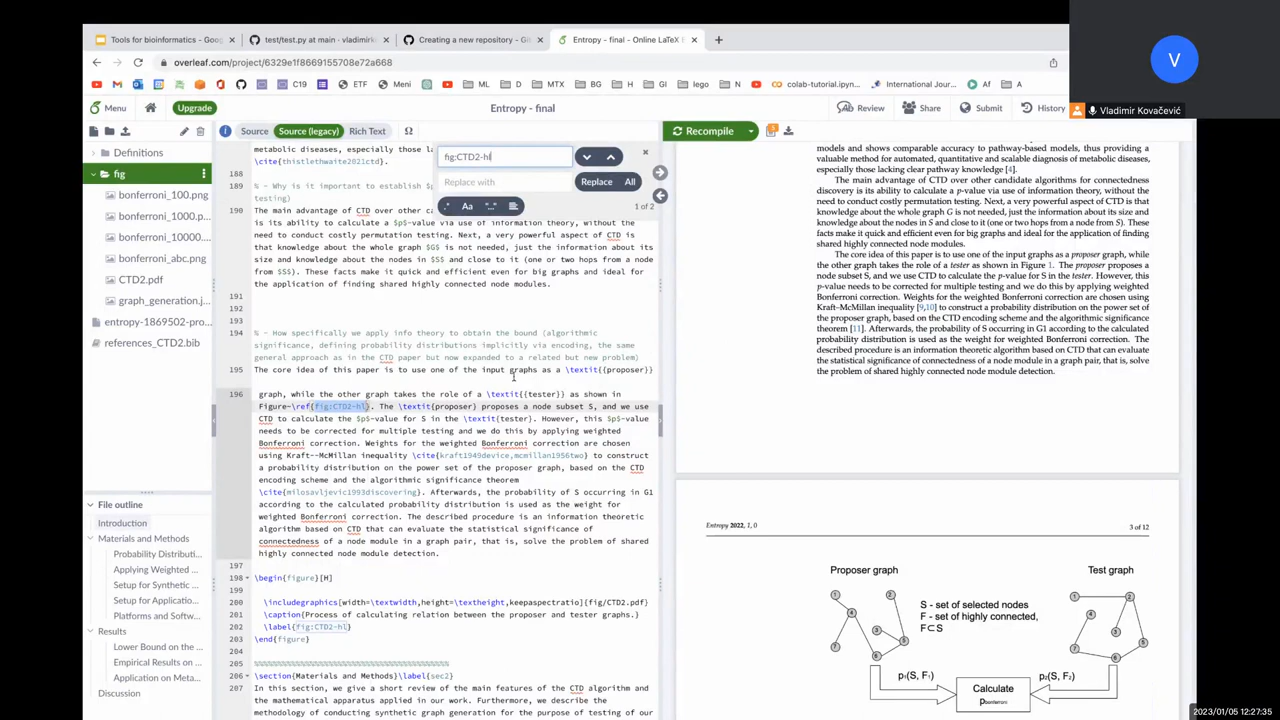 Tools for bioinformatics - Goo
test/test.py at main · vladimirk
Creating a new repository - Git
Entropy - final - Online LaTeX E
overleaf.com/project/6329e1f8669155708e72a668
C19
ETF
Meni
D
MTX
BG
H
GI
lego
N
colab-tutorial.ipyn...
International Jour...
Af
A
V
Vladimir Kovačević
Menu
Upgrade
Entropy - final
Review
Share
Submit
History
Source
Source (legacy)
Rich Text
Ω
Recompile
Definitions
fig
bonferroni_100.png
bonferroni_1000...
bonferroni_10000...
bonferroni_abc.png
CTD2.pdf
graph_generation.j...
entropy-1869502-pro...
references_CTD2.bib
File outline
Introduction
Materials and Methods
Probability Distributi...
Applying Weighted ...
Setup for Synthetic ...
Setup for Applicatio...
Platforms and Softw...
Results
Lower Bound on the ...
Empirical Results on ...
Application on Meta...
Discussion
fig:CTD2-hl
Replace with
Replace All
.* Aa "..."
1 of 2
metabolic diseases, especially those l
\cite{thistlethwaite2021ctd}.
188
% - Why is it important to establish $p
testing)
190 The main advantage of CTD over other ca
is its ability to calculate a $p$-value via use of information theory, without the
need to conduct costly permutation testing. Next, a very powerful aspect of CTD is
that knowledge about the whole graph $G$ is not needed, just the information about its
size and knowledge about the nodes in $S$ and close to it (one or two hops from a node
from $S$). These facts make it quick and efficient even for big graphs and ideal for
the application of finding shared highly connected node modules.
191
192
193
194 % - How specifically we apply info theory to obtain the bound (algorithmic
significance, defining probability distributions implicitly via encoding, the same
general approach as in the CTD paper but now expanded to a related but new problem)
195 The core idea of this paper is to use one of the input graphs as a \textit{{proposer}
196 graph, while the other graph takes the role of a \textit{{tester} as shown in
Figure~\ref{fig:CTD2-hl}. The \textit{proposer} proposes a node subset S, and we use
CTD to calculate the $p$-value for S in the \textit{tester}. However, this $p$-value
needs to be corrected for multiple testing and we do this by applying weighted
Bonferroni correction. Weights for the weighted Bonferroni correction are chosen
using Kraft--McMillan inequality \cite{kraft1949device,mcmillan1956two} to construct
a probability distribution on the power set of the proposer graph, based on the CTD
encoding scheme and the algorithmic significance theorem
\cite{milosavljevic1993discovering}. Afterwards, the probability of S occurring in G1
according to the calculated probability distribution is used as the weight for
weighted Bonferroni correction. The described procedure is an information theoretic
algorithm based on CTD that can evaluate the statistical significance of
connectedness of a node module in a graph pair, that is, solve the problem of shared
highly connected node module detection.
197
198 \begin{figure}[H]
200 \includegraphics[width=\textwidth,height=\textheight,keepaspectratio]{fig/CTD2.pdf}
201 \caption{Process of calculating relation between the proposer and tester graphs.}
202 \label{fig:CTD2-hl}
203 \end{figure}
204
205 %%%%%%%%%%%%%%%%%%%%%%%%%%%%%%%%%%%%%%%%%%
206 \section{Materials and Methods}\label{sec2}
207 In this section, we give a short review of the main features of the CTD algorithm and
the mathematical apparatus applied in our work. Furthermore, we describe the
methodology of conducting synthetic graph generation for the purpose of testing of our
models and shows comparable accuracy to pathway-based models, thus providing a
valuable method for automated, quantitative and scalable diagnosis of metabolic diseases,
especially those lacking clear pathway [4].
The main advantage of CTD over other candidate algorithms for connectedness
discovery is its ability to calculate a p-value via use of information theory, without the
need to conduct costly permutation testing. Next, a very powerful aspect of CTD is that
knowledge about the whole graph G is not needed, just the information about its size and
knowledge about the nodes in S and close to it (one or two hops from a node from S). These
facts make it quick and efficient even for big graphs and ideal for the application of finding
shared highly connected node modules.
The core idea of this paper is to use one of the input graphs as a proposer graph, while
the other graph takes the role of a tester as shown in Figure 1. The proposer proposes a
node subset S, and we use CTD to calculate the p-value for S in the tester. However, this
p-value needs to be corrected for multiple testing and we do this by applying weighted
Bonferroni correction. Weights for the weighted Bonferroni correction are chosen using
Kraft-McMillan inequality [9,10] to construct a probability distribution on the power set of
the proposer graph, based on the CTD encoding scheme and the algorithmic significance
theorem [11]. Afterwards, the probability of S occurring in G1 according to the calculated
probability distribution is used as the weight for weighted Bonferroni correction. The
described procedure is an information theoretic algorithm based on CTD that can evaluate
the statistical significance of connectedness of a node module in a graph pair, that is, solve
the problem of shared highly connected node module detection.
Entropy 2022, 1, 0
3 of 12
Proposer graph
Test graph
S - set of selected nodes
F - set of highly connected,
F⊂S
1 2 4 3 5 7 6
1 2 4 3 5 7 6
p₁(S, F₁)
p₂(S, F₂)
Calculate
pbonferroni
2023/01/05 12:27:35